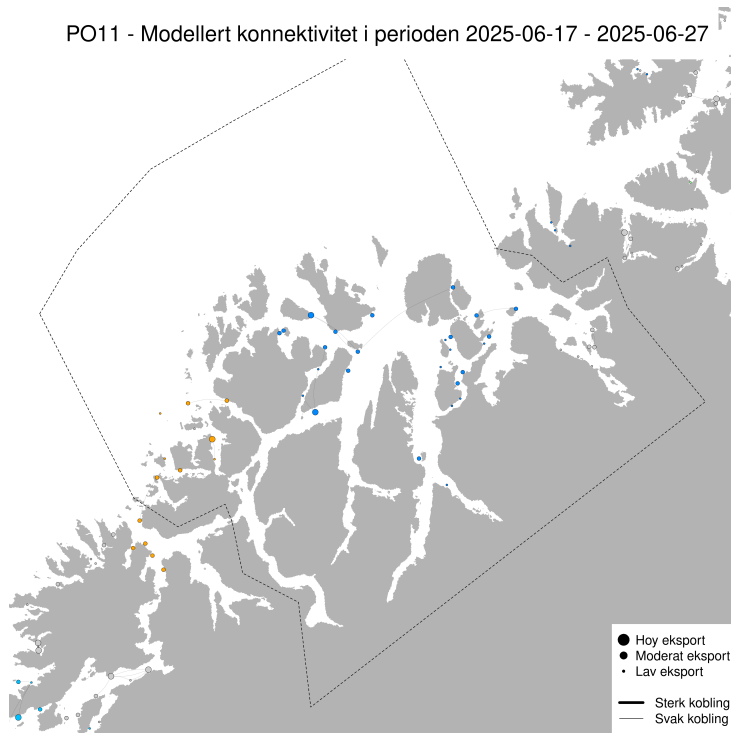 PO11 - Modellert konnektivitet i perioden 2025-06-17 - 2025-06-27
Hoy eksport
Moderat eksport
Lav eksport
Sterk kobling
Svak kobling